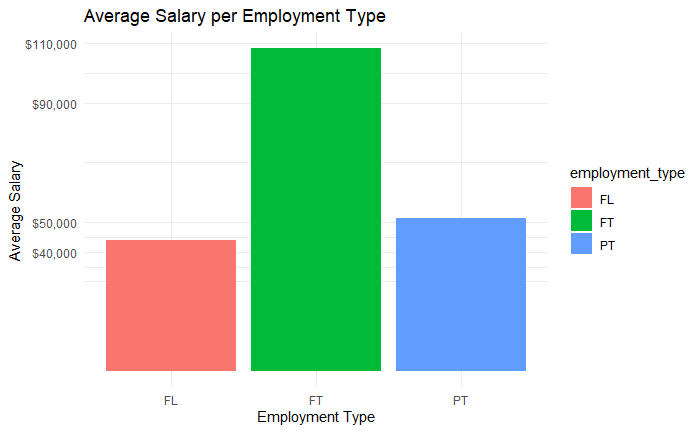 Average Salary per Employment Type
$110,000
$90,000
$50,000
$40,000
Average Salary
FL
FT
PT
Employment Type
employment_type
FL
FT
PT